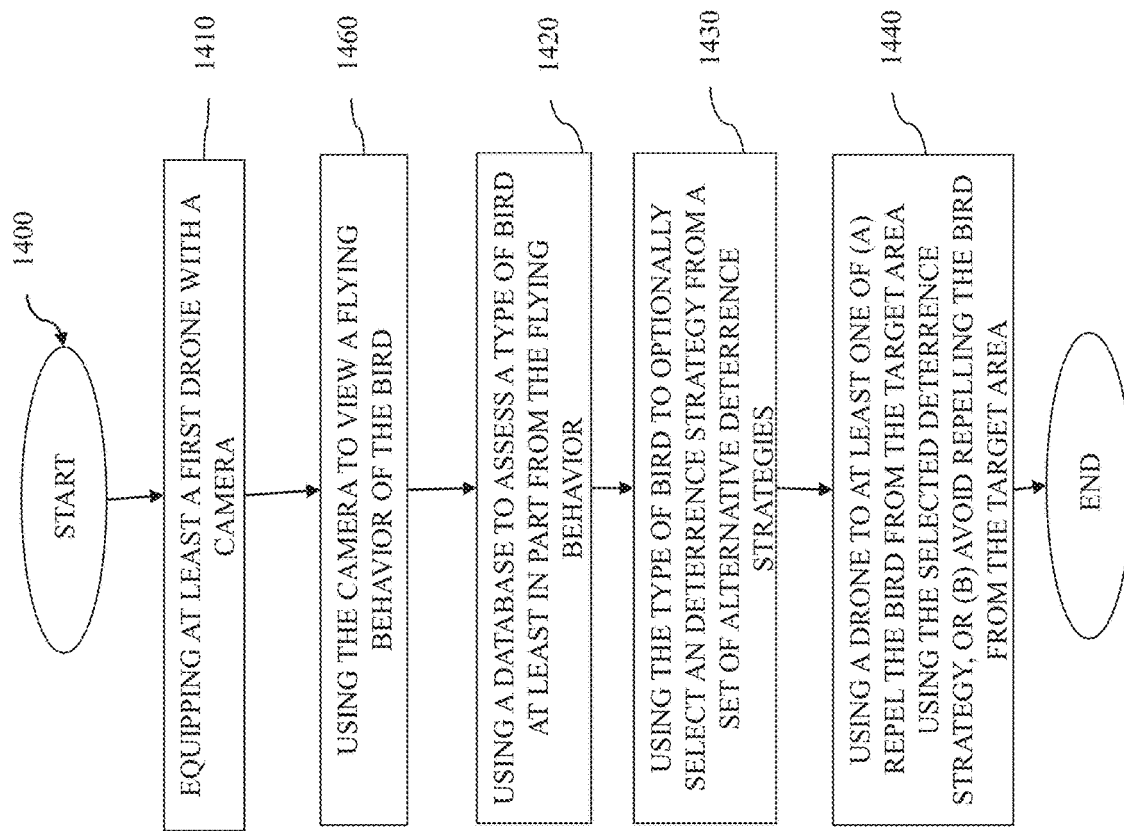 1400
START
EQUIPPING AT LEAST A FIRST DRONE WITH A
CAMERA
1410
USING THE CAMERA TO VIEW A FLYING
BEHAVIOR OF THE BIRD
1460
USING A DATABASE TO ASSESS A TYPE OF BIRD
AT LEAST IN PART FROM THE FLYING
BEHAVIOR
1420
USING THE TYPE OF BIRD TO OPTIONALLY
SELECT AN DETERRENCE STRATEGY FROM A
SET OF ALTERNATIVE DETERRENCE
STRATEGIES
1430
USING A DRONE TO AT LEAST ONE OF (A)
REPEL THE BIRD FROM THE TARGET AREA
USING THE SELECTED DETERRENCE
STRATEGY, OR (B) AVOID REPELLING THE BIRD
FROM THE TARGET AREA
1440
END